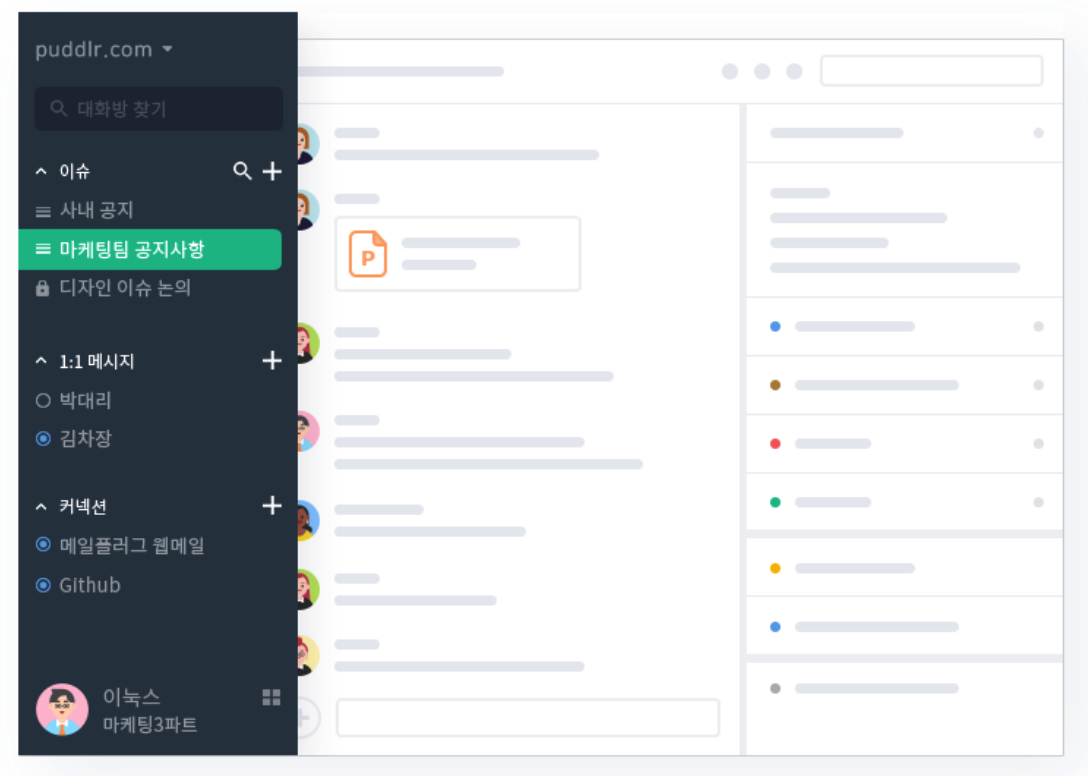 puddlr.com
대화방 찾기
이슈
사내 공지
마케팅팀 공지사항
디자인 이슈 논의
1:1 메시지
박대리
김차장
커넥션
메일플러그 웹메일
Github
이눅스
마케팅3파트
P